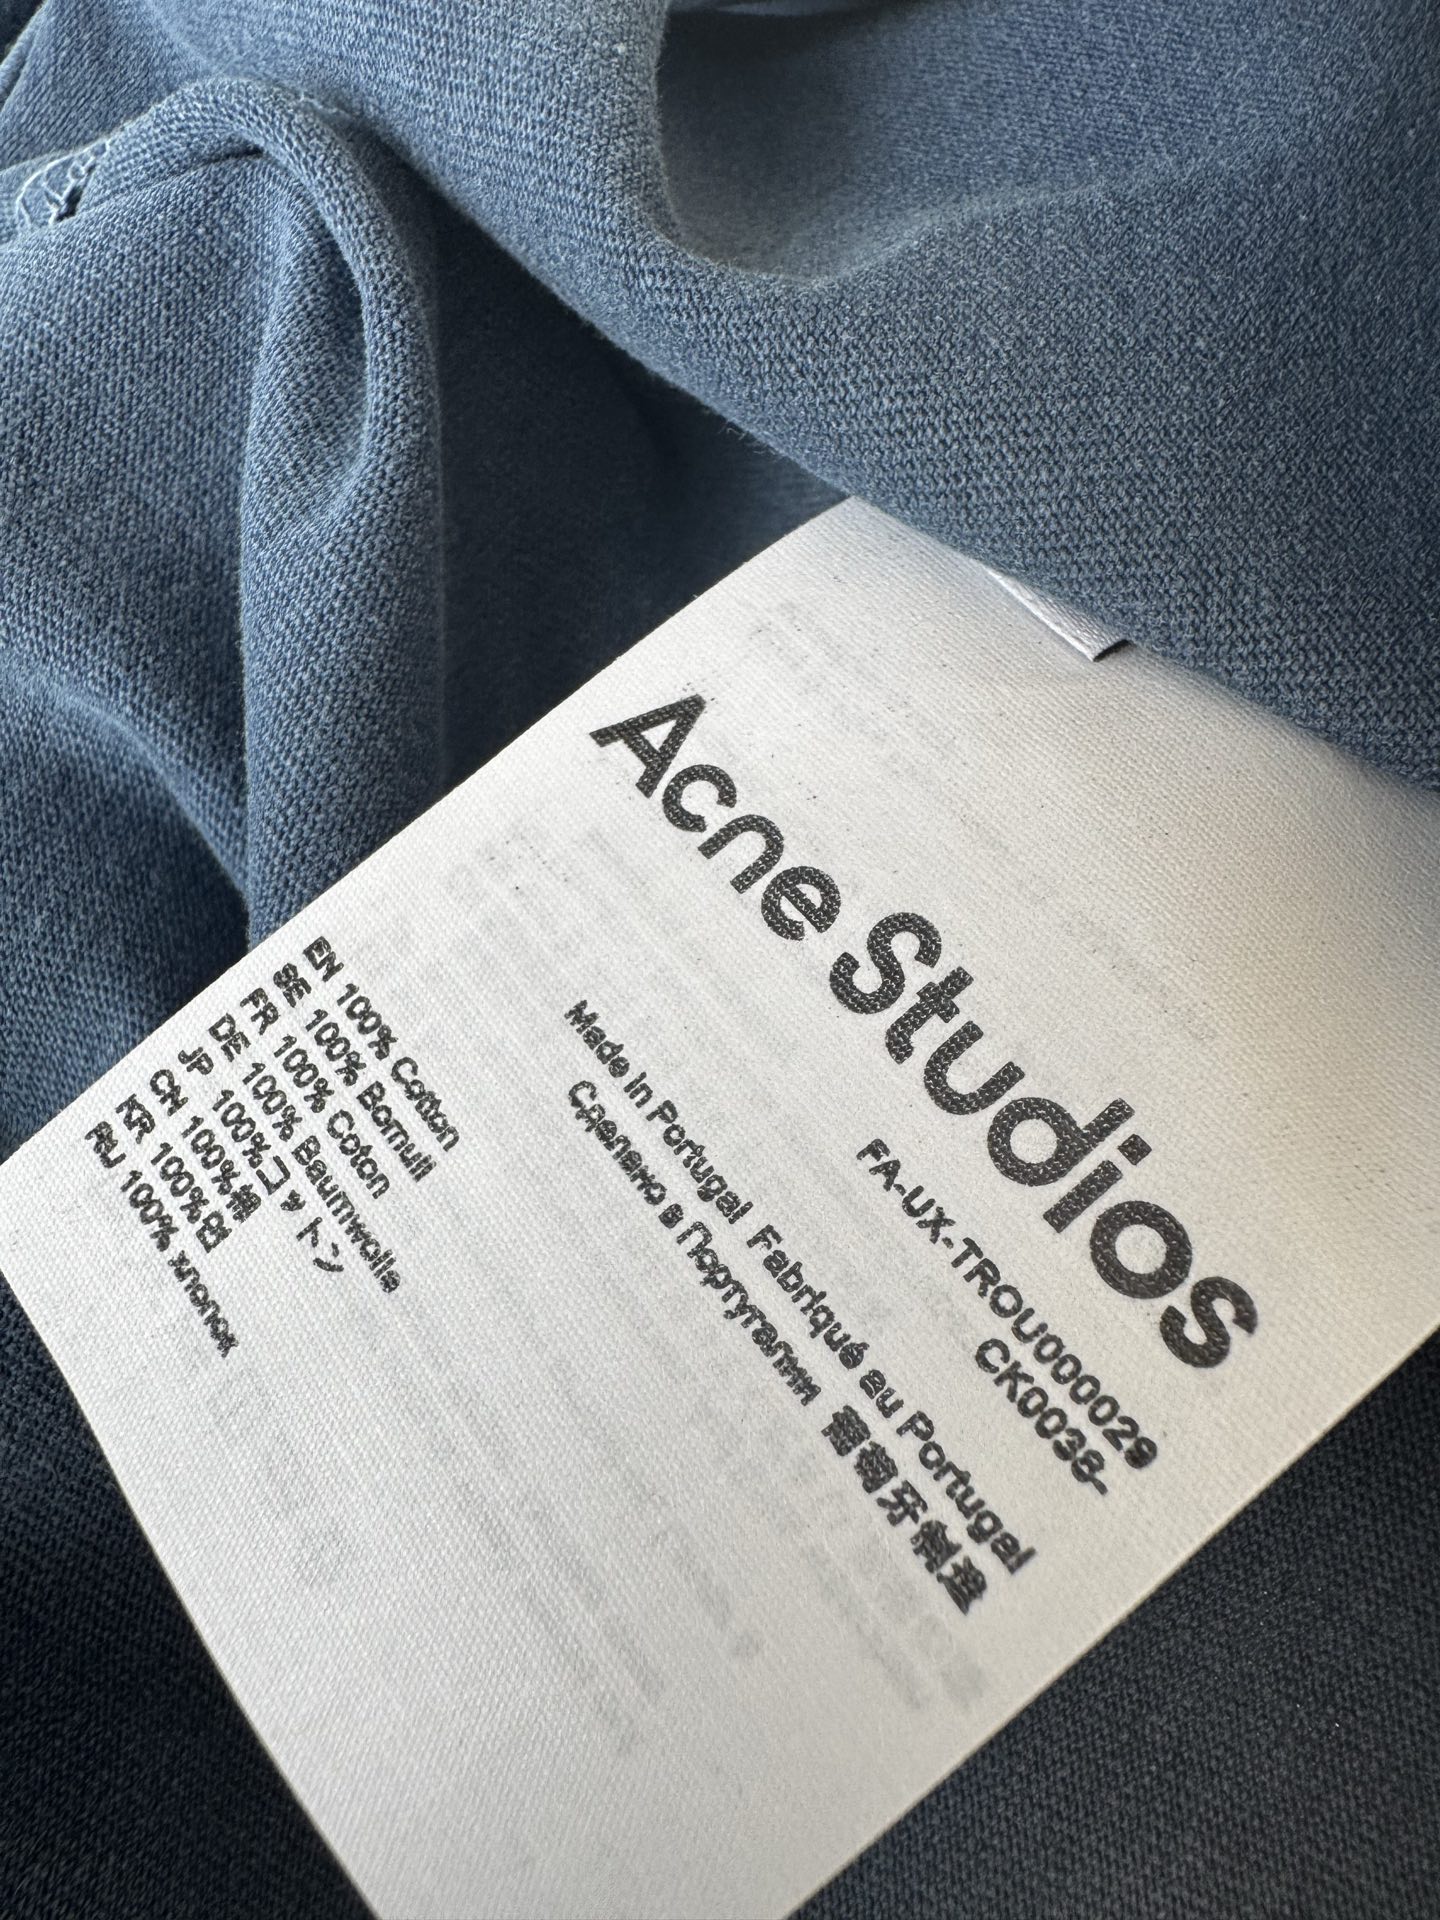 Acne Studios
FA-UX-TROU000029
CK0038-
Made in Portugal Fabriqué au Portugal
Сделано в Португалии 葡萄牙制造
EN 100% Cotton
SE 100% Bomull
FR 100% Coton
DE 100% Baumwolle
JP 100%コットン
CN 100%棉
KR 100%면
RU 100% хлопок